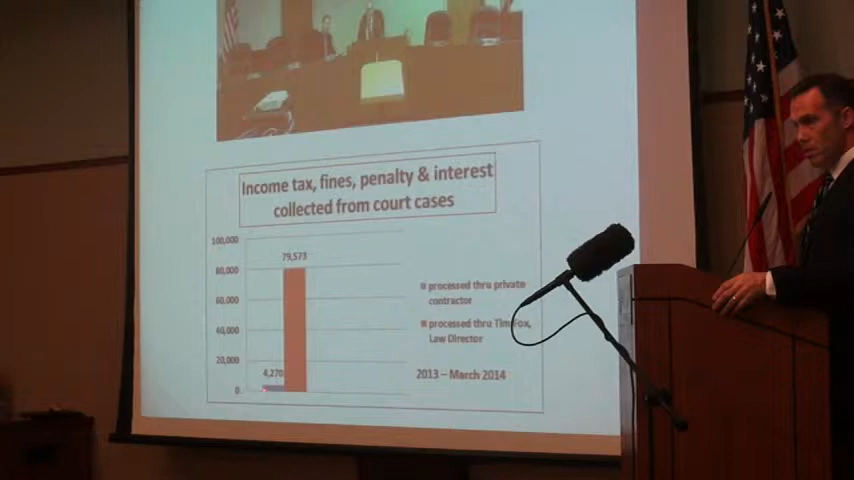 Income tax, fines, penalty & interest
collected from court cases
100,000
79,573
80,000
processed thru private
contractor
60,000
processed thru Tim Fox,
Law Director
40,000
20,000
4,270
2013 – March 2014
0